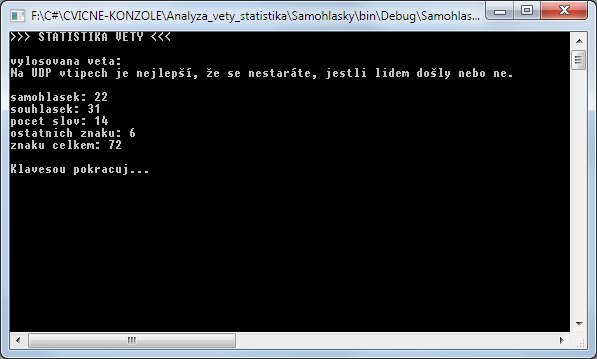 F:\C#\CVICNE-KONZOLE\Analyza_vety_statistika\Samohlasky\bin\Debug\Samohlas...
>>> STATISTIKA VETY <<<
vylosovana veta:
Na UDP vtipech je nejlepší, že se nestaráte, jestli lidem došly nebo ne.
samohlasek: 22
souhlasek: 31
pocet slov: 14
ostatnich znaku: 6
znaku celkem: 72
Klavesou pokracuj...